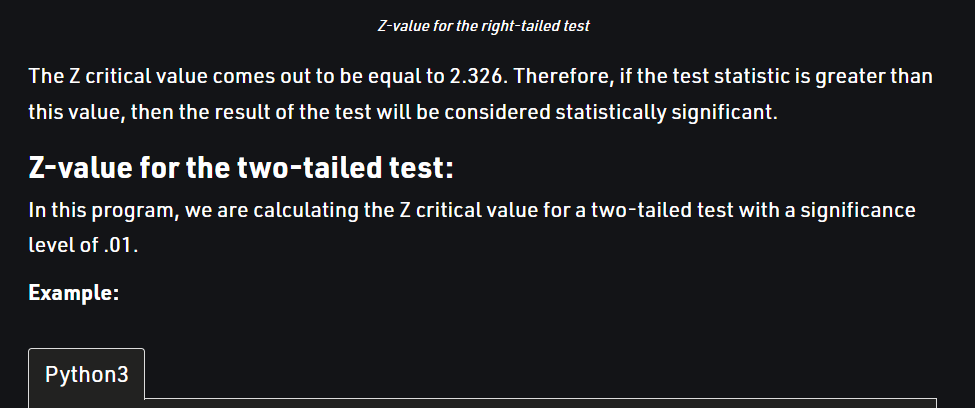 Z-value for the right-tailed test
The Z critical value comes out to be equal to 2.326. Therefore, if the test statistic is greater than
this value, then the result of the test will be considered statistically significant.
Z-value for the two-tailed test:
In this program, we are calculating the Z critical value for a two-tailed test with a significance
level of .01.
Example:
Python3